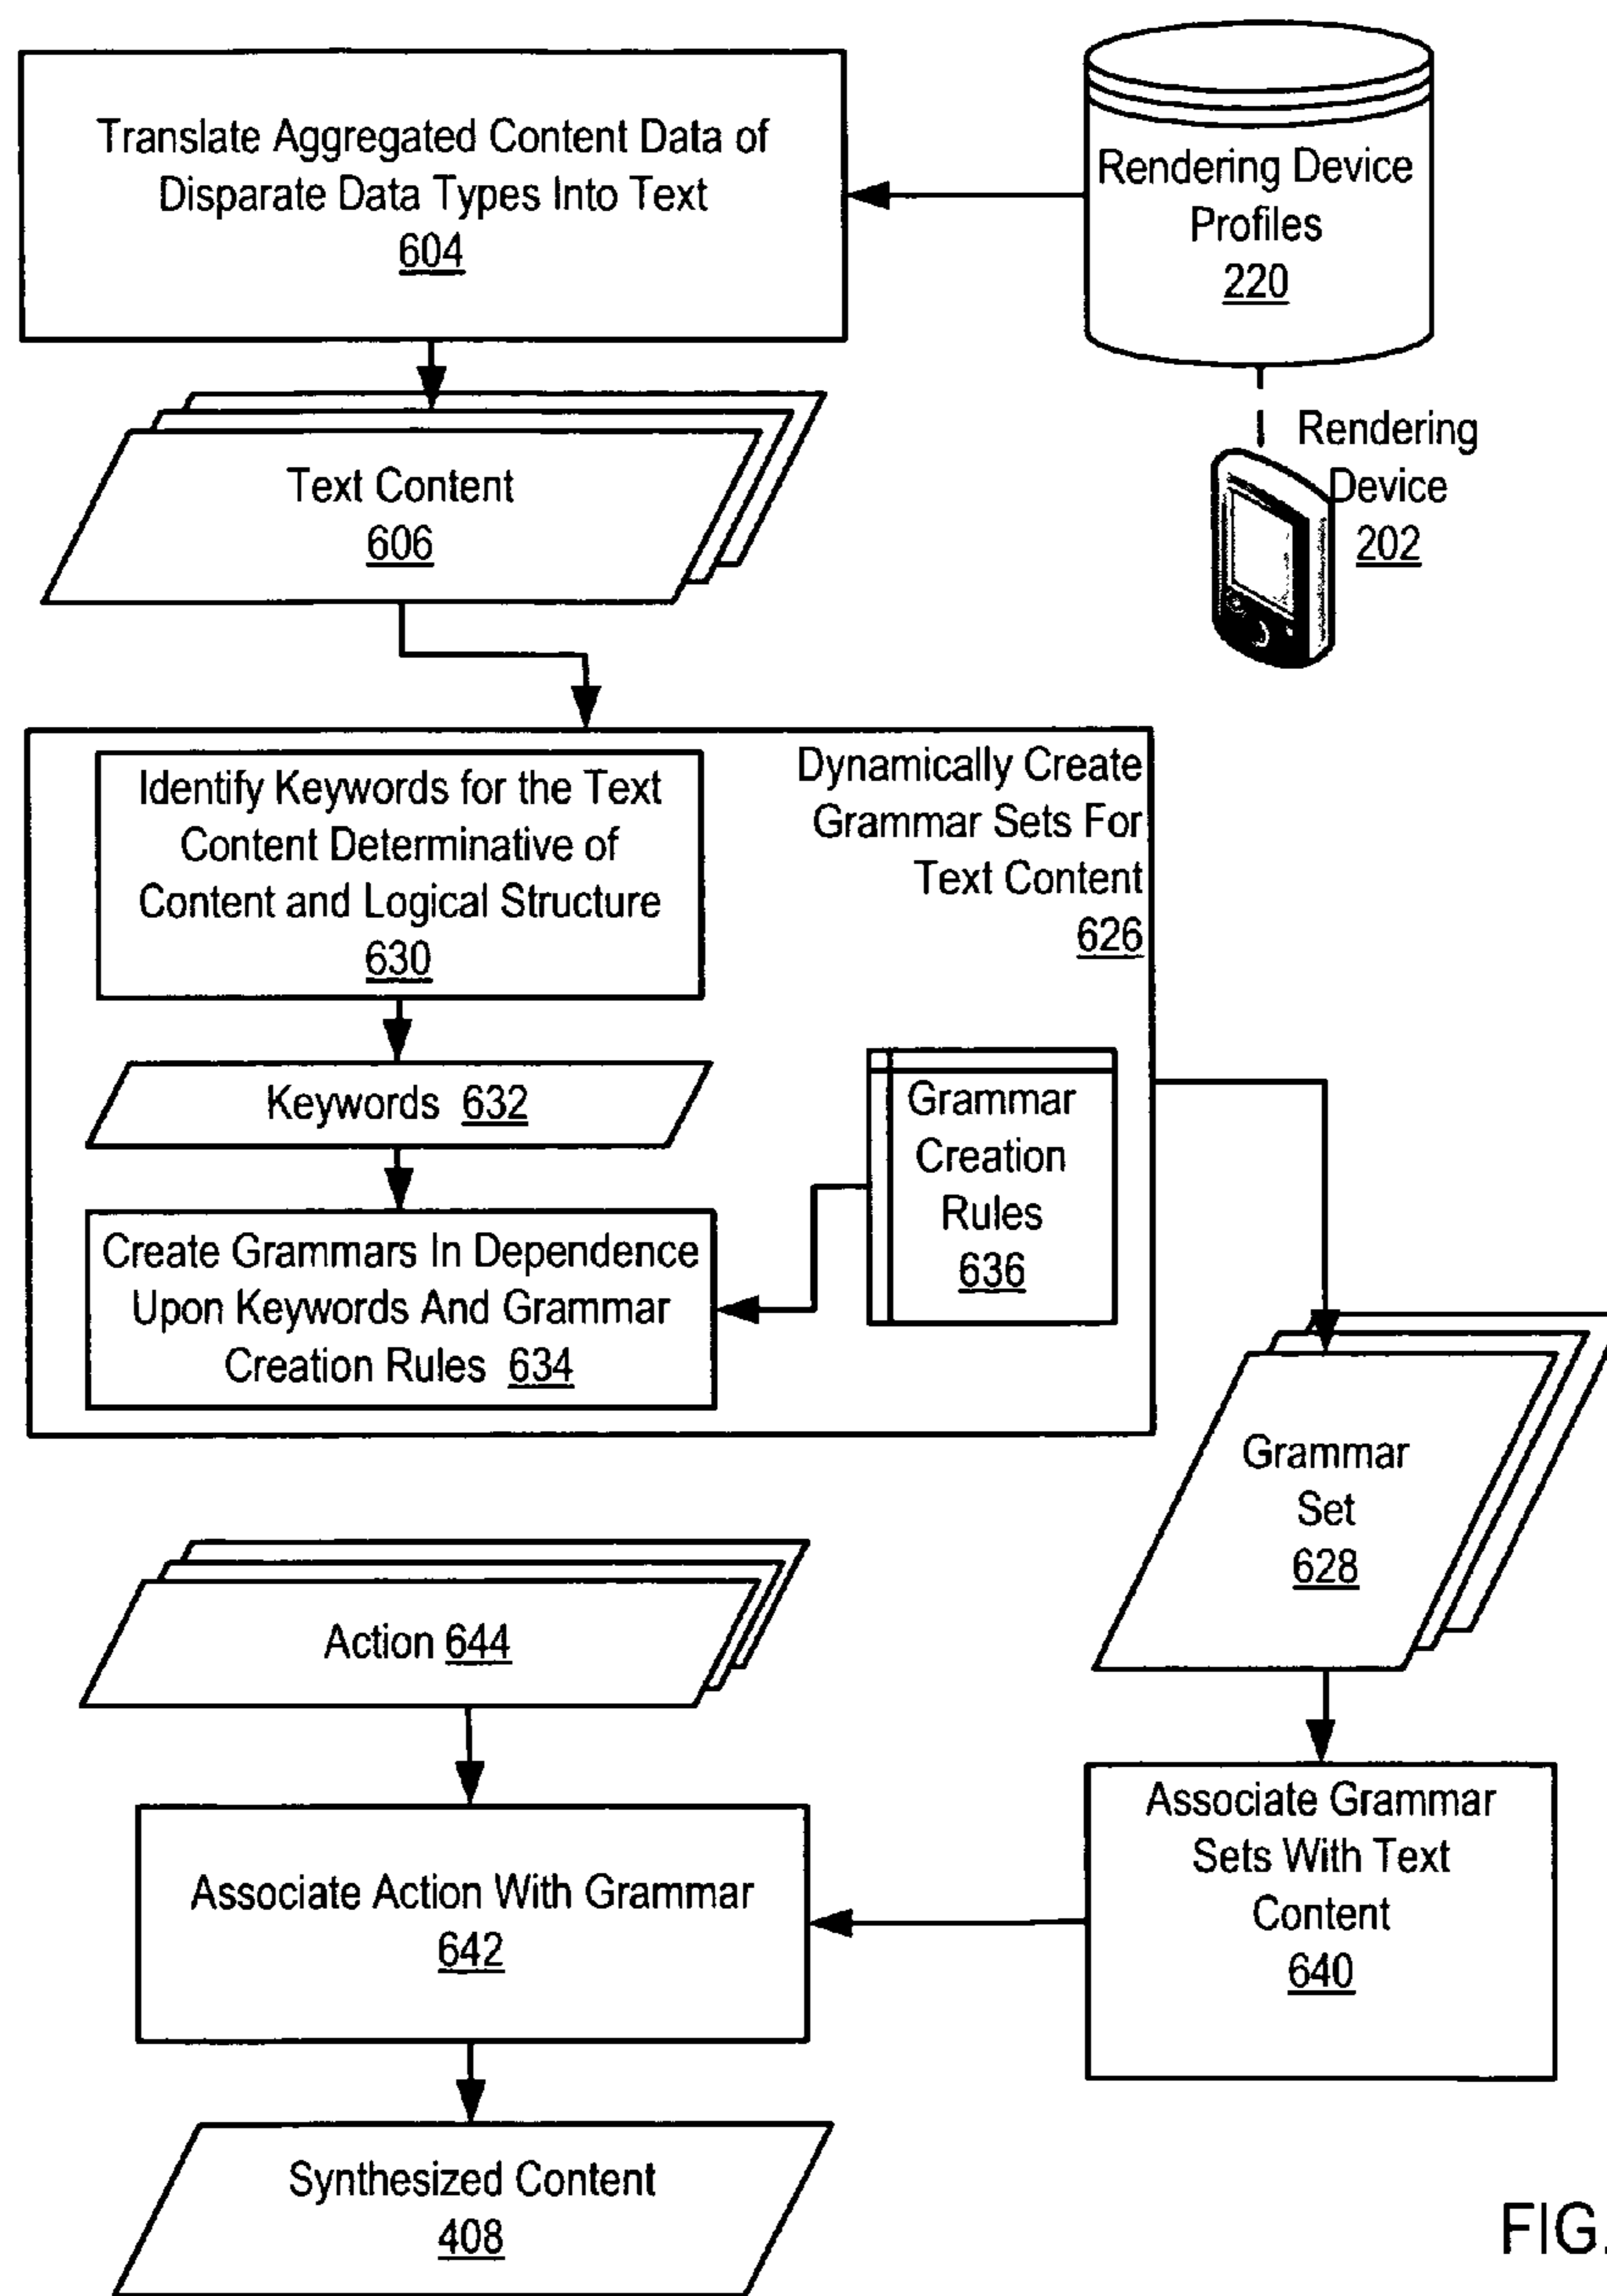 Translate Aggregated Content Data of
Disparate Data Types Into Text
604
Rendering Device
Profiles
220
Rendering
Device
202
Text Content
606
Identify Keywords for the Text
Content Determinative of
Content and Logical Structure
630
Dynamically Create
Grammar Sets For
Text Content
626
Keywords 632
Grammar
Creation
Rules
636
Create Grammars In Dependence
Upon Keywords And Grammar
Creation Rules 634
Grammar
Set
628
Action 644
Associate Grammar
Sets With Text
Content
640
Associate Action With Grammar
642
Synthesized Content
408
FIG.